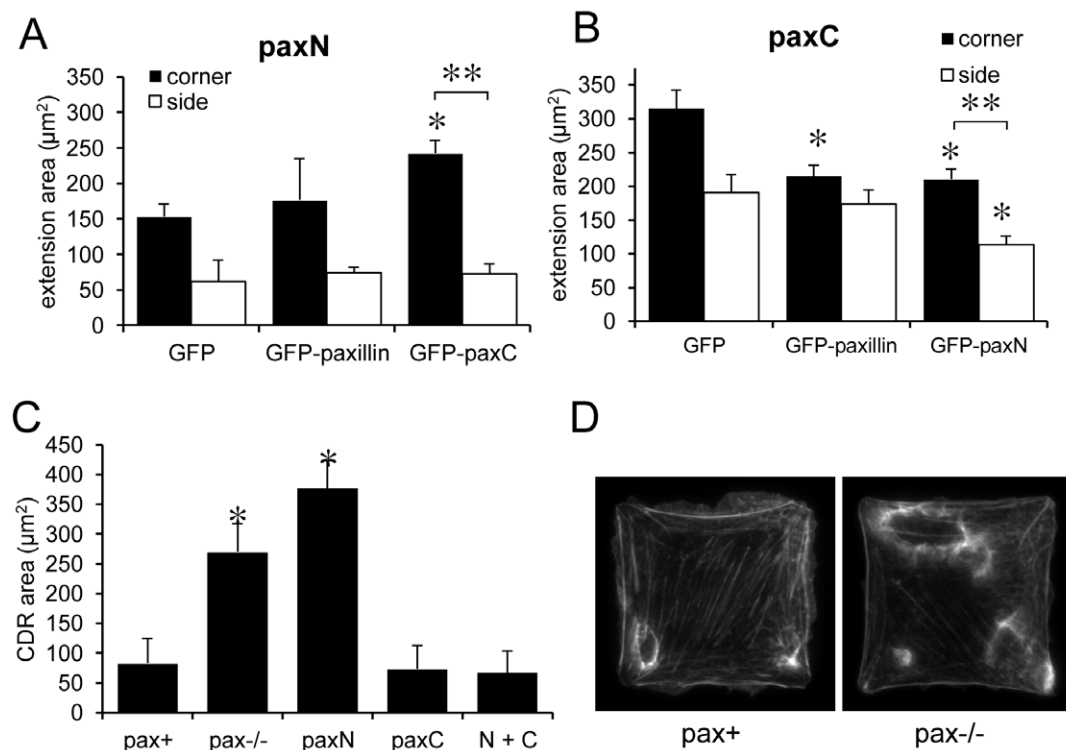 A
paxN
corner
side
**
*
extension area (µm²)
350
300
250
200
150
100
50
0
GFP
GFP-paxillin
GFP-paxC
B
paxC
corner
side
**
*
*
*
extension area (µm²)
350
300
250
200
150
100
50
0
GFP
GFP-paxillin
GFP-paxN
C
*
*
CDR area (µm²)
450
400
350
300
250
200
150
100
50
0
pax+
pax-/-
paxN
paxC
N + C
D
pax+
pax-/-